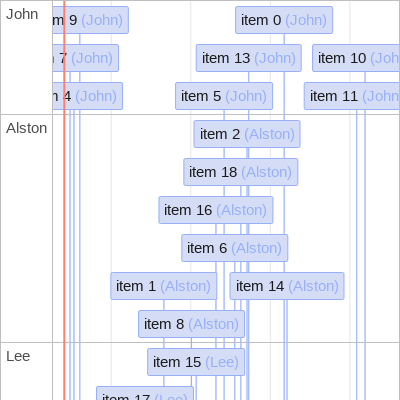 John
m 9 (John)
item 0 (John)
7 (John)
item 13 (John)
item 10 (Joh
4 (John)
item 5 (John)
item 11 (John
Alston
item 2 (Alston)
item 18 (Alston)
item 16 (Alston)
item 6 (Alston)
item 1 (Alston)
item 14 (Alston)
item 8 (Alston)
Lee
item 15 (Lee)
item 17 (Lee)